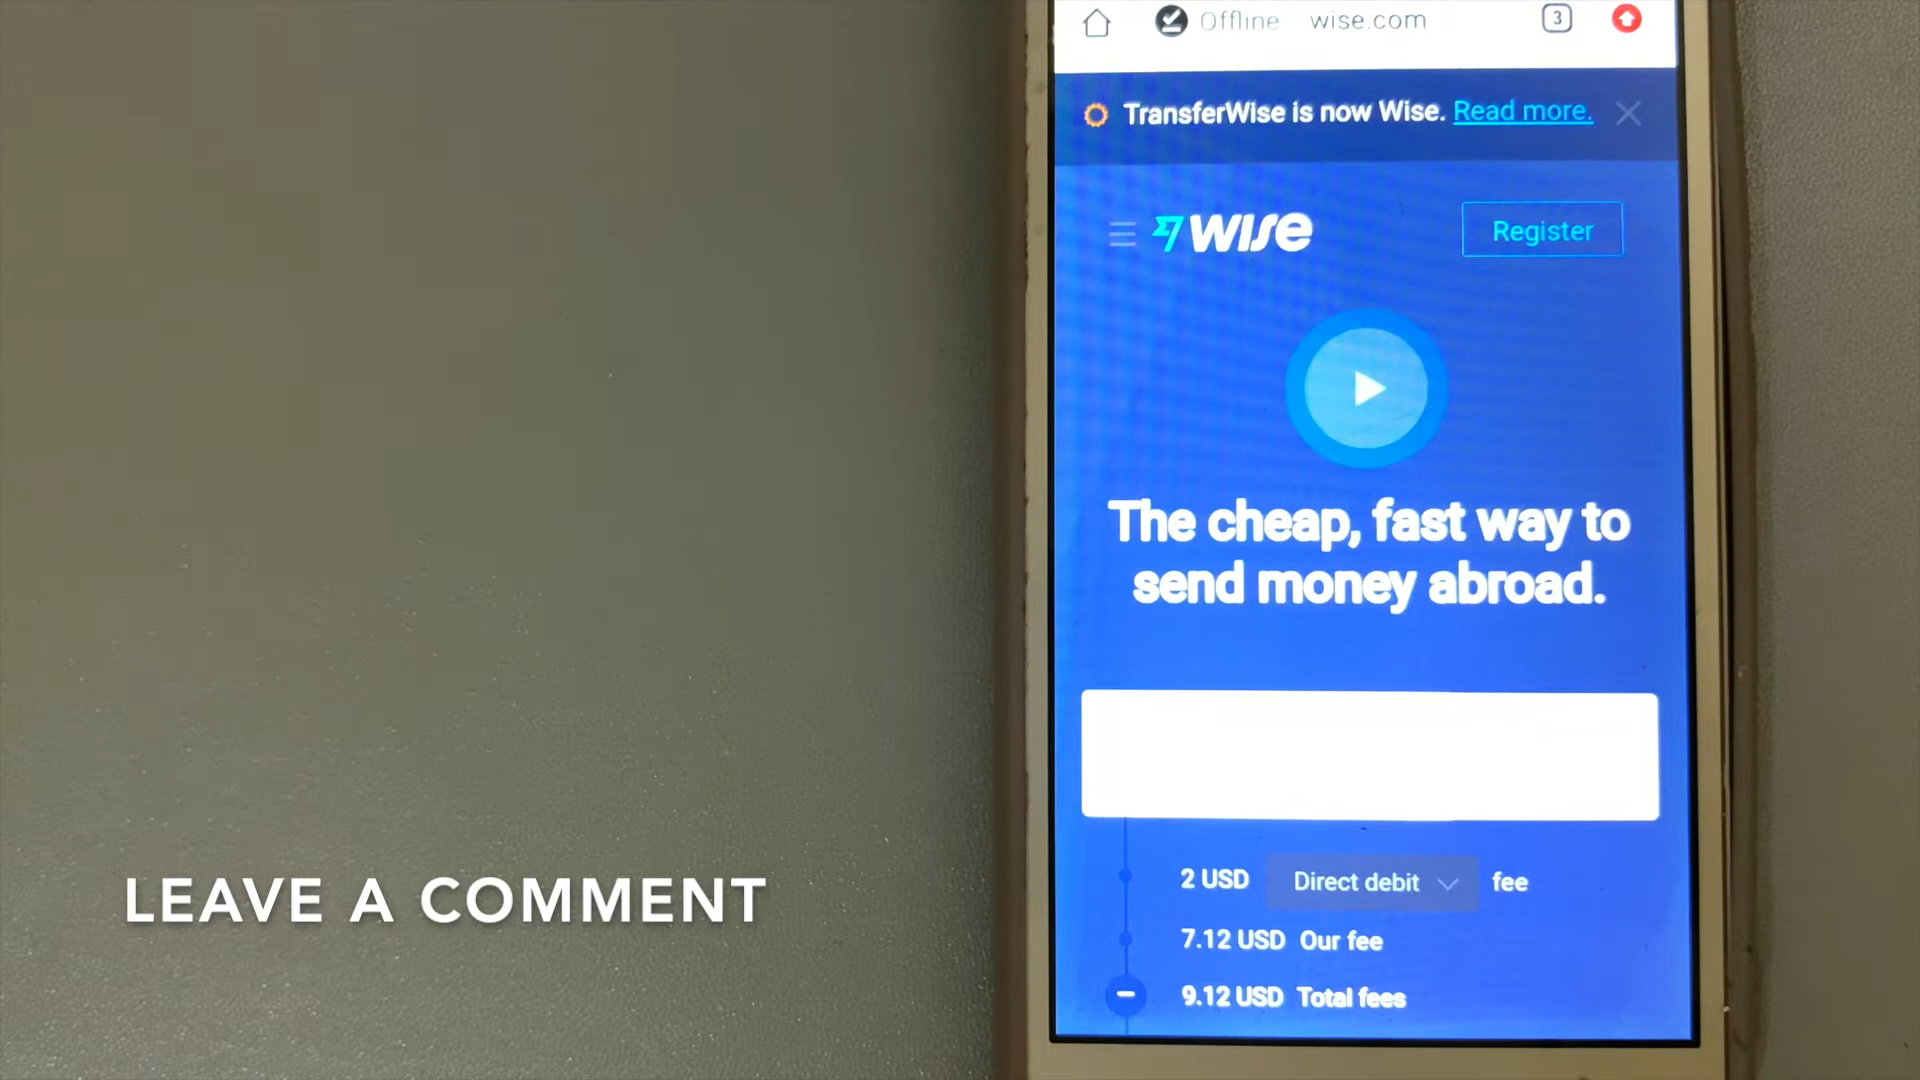 Offline wise.com 3
TransferWise is now Wise. Read more.
wise
Register
The cheap, fast way to
send money abroad.
2 USD Direct debit fee
7.12 USD Our fee
9.12 USD Total fees
LEAVE A COMMENT